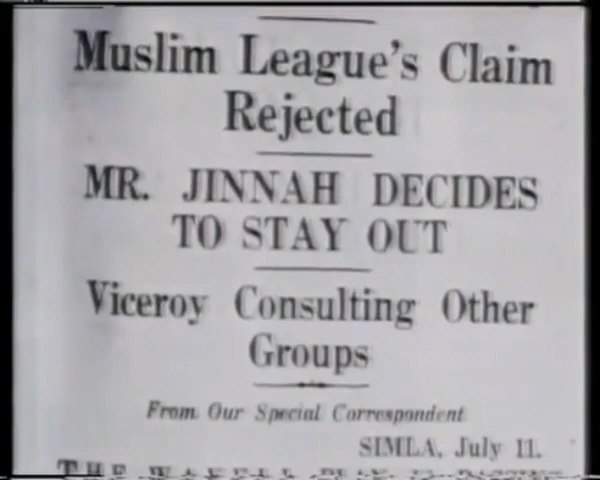 Muslim League's Claim
Rejected
MR. JINNAH DECIDES
TO STAY OUT
Viceroy Consulting Other
Groups
From Our Special Correspondent
SIMLA, July 11.
THE